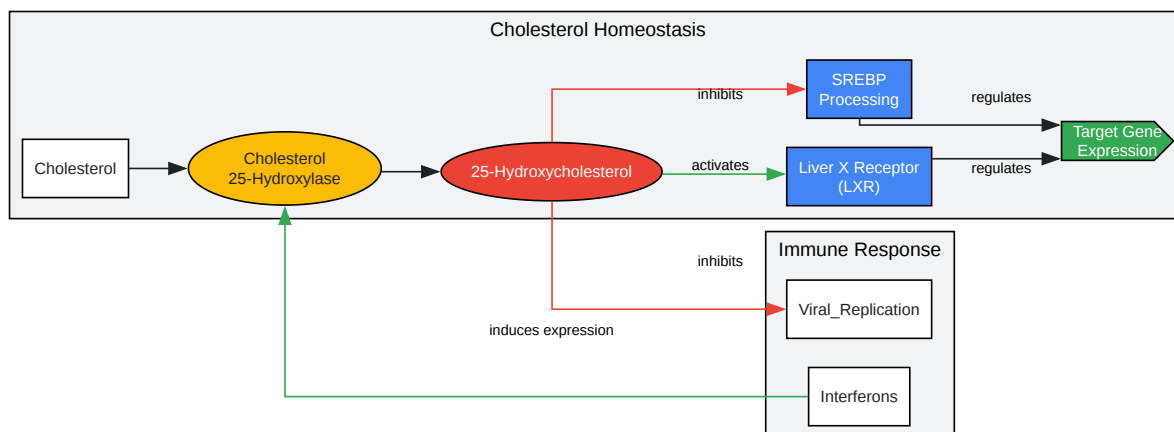 Cholesterol Homeostasis
SREBP
Processing
inhibits
regulates
Target Gene
Expression
Cholesterol
Cholesterol
25-Hydroxylase
25-Hydroxycholesterol
activates
Liver X Receptor
(LXR)
regulates
Immune Response
inhibits
Viral_Replication
induces expression
Interferons